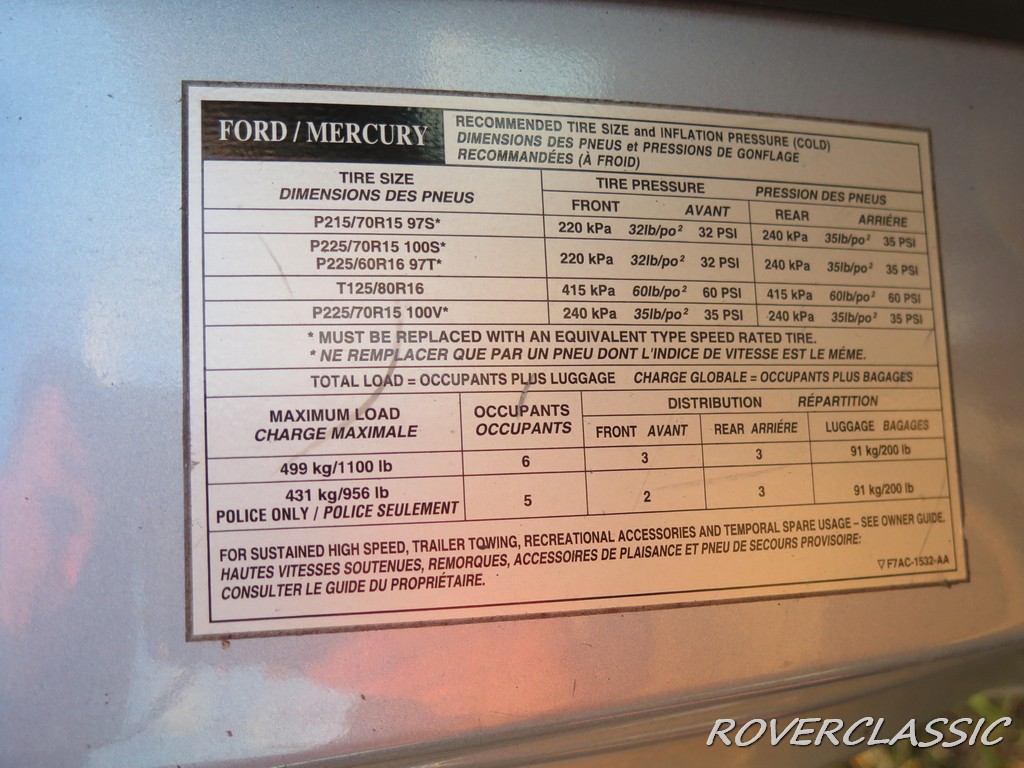 FORD / MERCURY
RECOMMENDED TIRE SIZE and INFLATION PRESSURE (COLD)
DIMENSIONS DES PNEUS et PRESSIONS DE GONFLAGE
RECOMMANDÉES (À FROID)
TIRE SIZE
DIMENSIONS DES PNEUS
TIRE PRESSURE PRESSION DES PNEUS
FRONT AVANT REAR ARRIÉRE
P215/70R15 97S* 220 kPa 32lb/po² 32 PSI 240 kPa 35lb/po² 35 PSI
P225/70R15 100S*
P225/60R16 97T* 220 kPa 32lb/po² 32 PSI 240 kPa 35lb/po² 35 PSI
T125/80R16 415 kPa 60lb/po² 60 PSI 415 kPa 60lb/po² 60 PSI
P225/70R15 100V* 240 kPa 35lb/po² 35 PSI 240 kPa 35lb/po² 35 PSI
* MUST BE REPLACED WITH AN EQUIVALENT TYPE SPEED RATED TIRE.
* NE REMPLACER QUE PAR UN PNEU DONT L'INDICE DE VITESSE EST LE MÉME.
TOTAL LOAD = OCCUPANTS PLUS LUGGAGE CHARGE GLOBALE = OCCUPANTS PLUS BAGAGES
MAXIMUM LOAD
CHARGE MAXIMALE
OCCUPANTS
OCCUPANTS
DISTRIBUTION RÉPARTITION
FRONT AVANT REAR ARRIÉRE LUGGAGE BAGAGES
499 kg/1100 lb 6 3 3 91 kg/200 lb
431 kg/956 lb
POLICE ONLY / POLICE SEULEMENT 5 2 3 91 kg/200 lb
FOR SUSTAINED HIGH SPEED, TRAILER TOWING, RECREATIONAL ACCESSORIES AND TEMPORAL SPARE USAGE – SEE OWNER GUIDE.
HAUTES VITESSES SOUTENUES, REMORQUES, ACCESSOIRES DE PLAISANCE ET PNEU DE SECOURS PROVISOIRE:
CONSULTER LE GUIDE DU PROPRIÉTAIRE.
▽ F7AC-1532-AA
ROVERCLASSIC